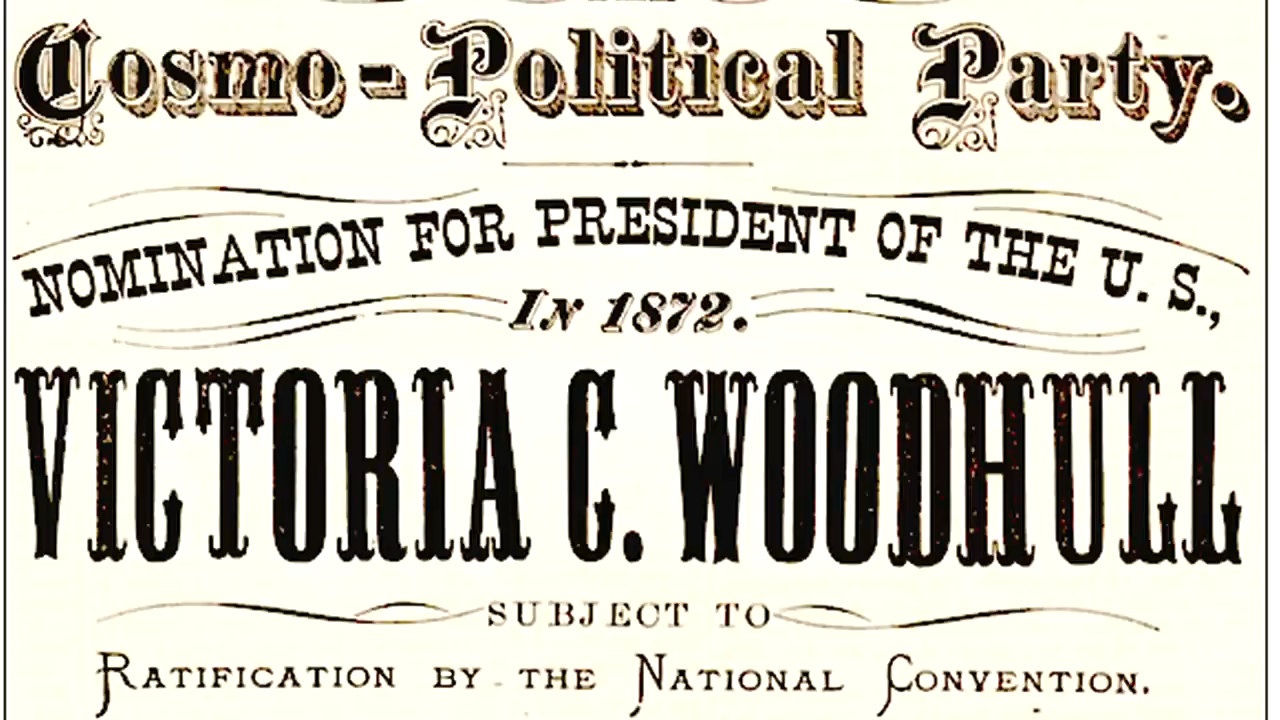 Cosmo-Political Party.
NOMINATION FOR PRESIDENT OF THE U. S.,
IN 1872.
VICTORIA C. WOODHULL
SUBJECT TO
RATIFICATION BY THE NATIONAL CONVENTION.